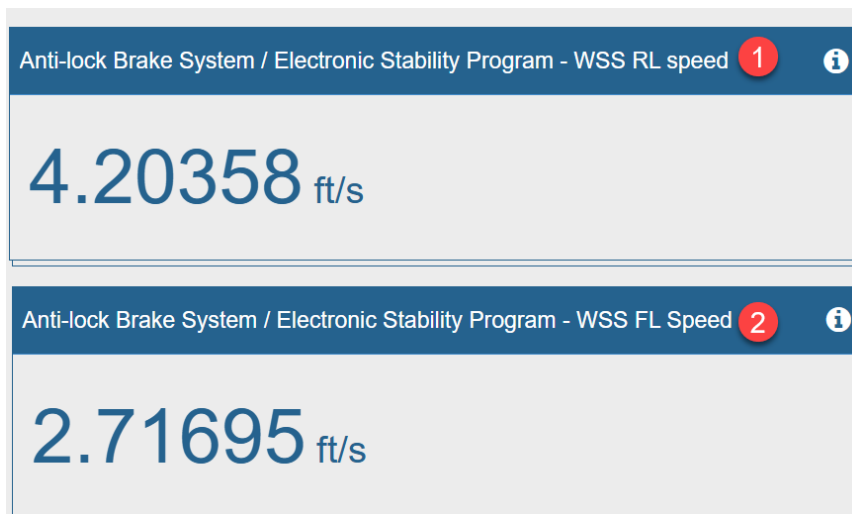 Anti-lock Brake System / Electronic Stability Program - WSS RL speed 1
4.20358 ft/s
Anti-lock Brake System / Electronic Stability Program - WSS FL Speed 2
2.71695 ft/s